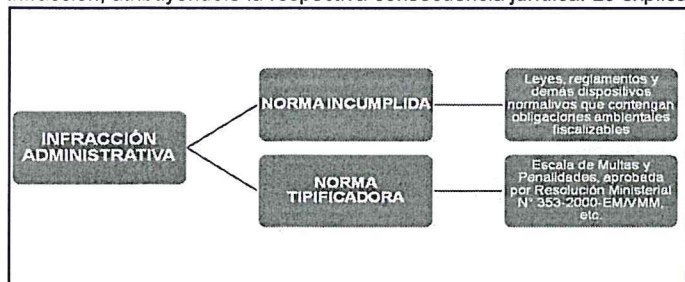 infracción, atribuyéndole la respectiva consecuencia jurídica. Lo explica
INFRACCIÓN
ADMINISTRATIVA
NORMA INCUMPLIDA
Leyes, reglamentos y
demás dispositivos
normativos que contengan
obligaciones ambientales
fiscalizables
NORMA
TIPIFICADORA
Escala de Multas y
Penalidades, aprobada
por Resolución Ministerial
N° 353-2000-EM/VMM,
etc.